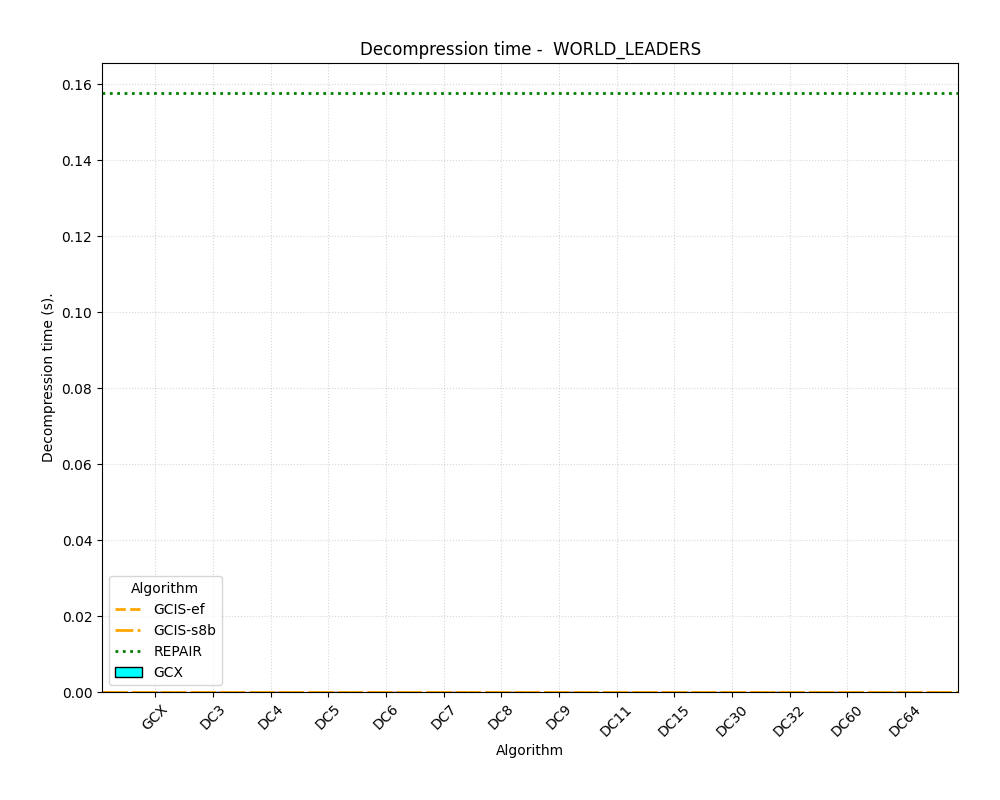 Decompression time -  WORLD_LEADERS
0.16
0.14
0.12
0.10
0.08
0.06
0.04
0.02
0.00
Decompression time (s).
Algorithm
GCIS-ef
GCIS-s8b
REPAIR
GCX
GCX
DC3
DC4
DC5
DC6
DC7
DC8
DC9
DC11
DC15
DC30
DC32
DC60
DC64
Algorithm